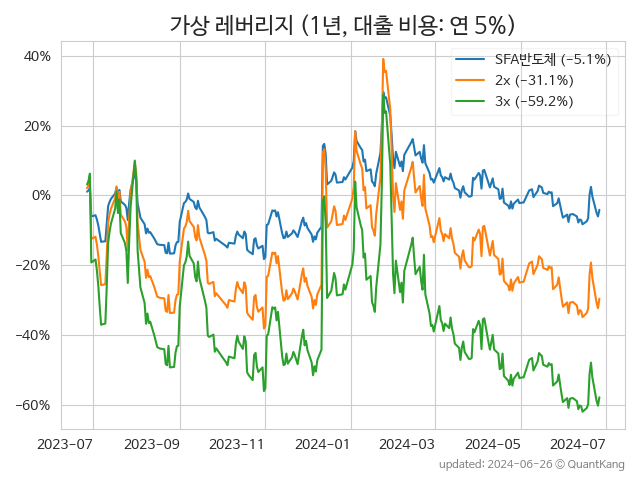 가상 레버리지 (1년, 대출 비용: 연 5%)
SFA반도체 (−5.1%)
2x (−31.1%)
3x (−59.2%)
40%
20%
0%
−20%
−40%
−60%
2023-07 2023-09 2023-11 2024-01 2024-03 2024-05 2024-07
updated: 2024-06-26 ⓒ QuantKang